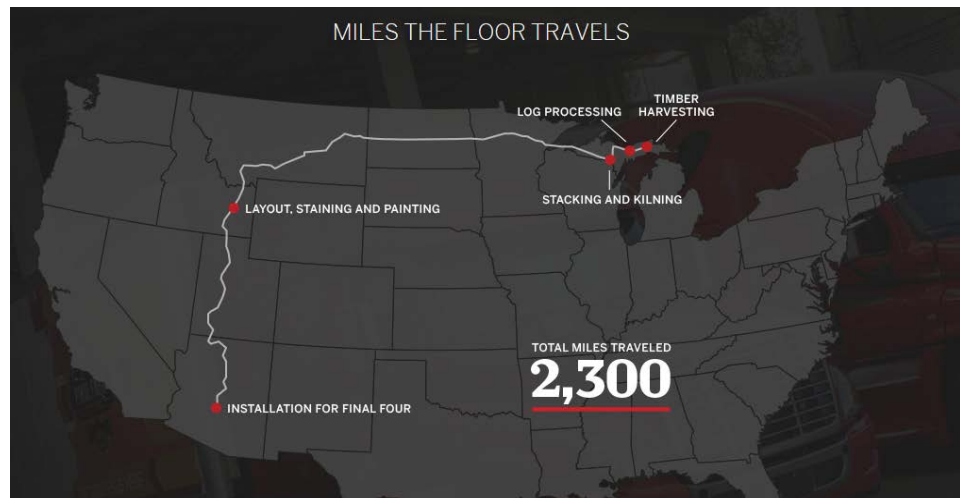 MILES THE FLOOR TRAVELS
TIMBER
HARVESTING
LOG PROCESSING
STACKING AND KILNING
LAYOUT, STAINING AND PAINTING
TOTAL MILES TRAVELED
2,300
INSTALLATION FOR FINAL FOUR